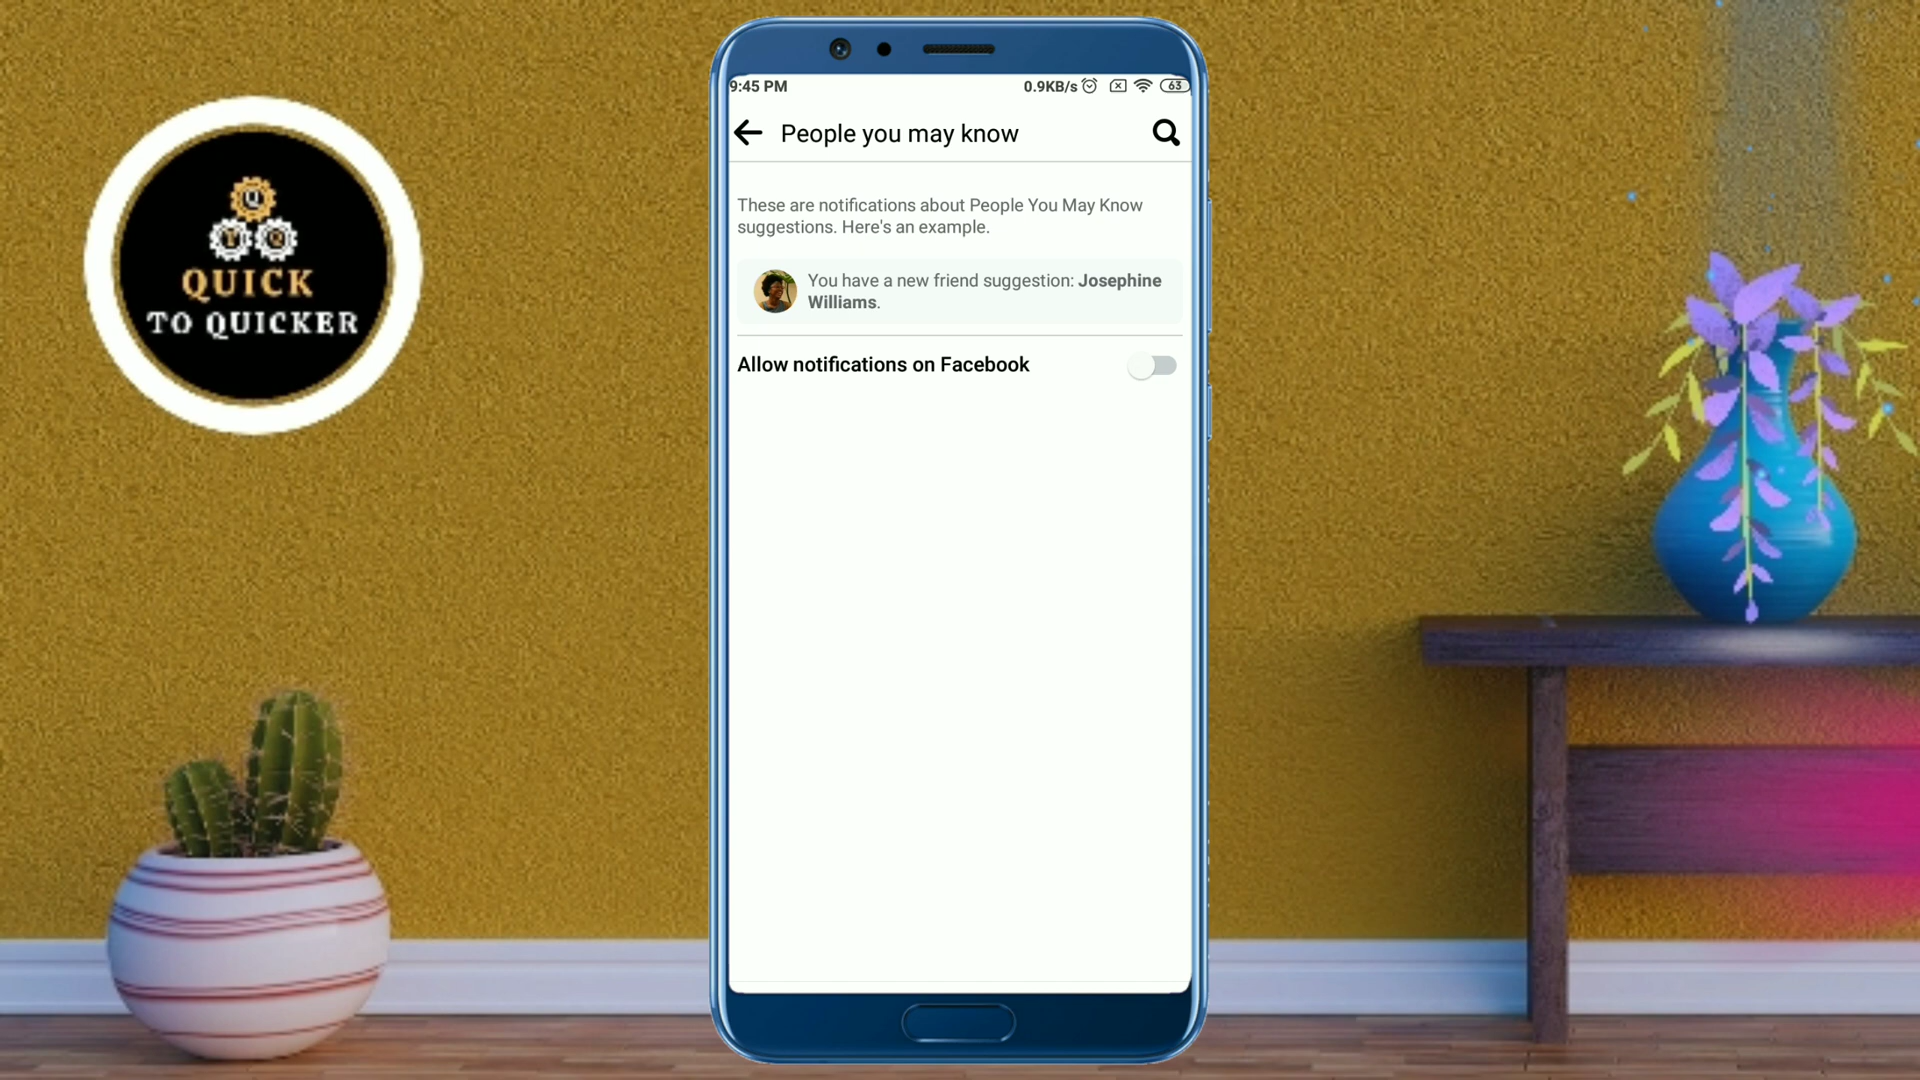 9:45 PM
0.9KB/s
63
People you may know
These are notifications about People You May Know
suggestions. Here's an example.
You have a new friend suggestion: Josephine
Williams.
Allow notifications on Facebook
Q
T Q
QUICK
TO QUICKER